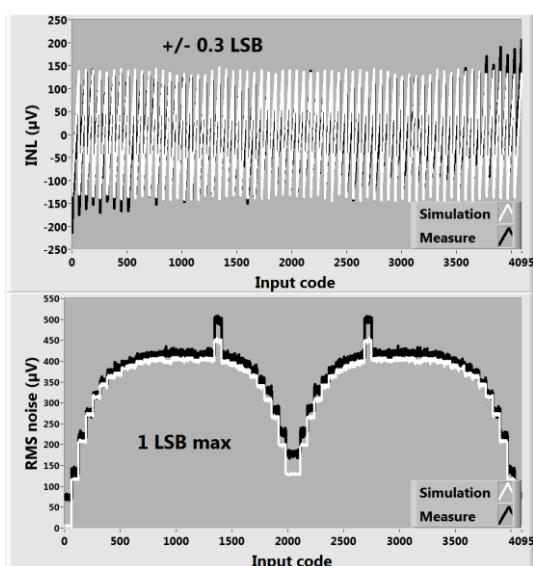 250
200
150
100
50
0
-50
-100
-150
-200
-250
INL (µV)
+/- 0.3 LSB
Simulation
Measure
0 500 1000 1500 2000 2500 3000 3500 4095
Input code
550
500
450
400
350
300
250
200
150
100
50
0
RMS noise (µV)
1 LSB max
Simulation
Measure
0 500 1000 1500 2000 2500 3000 3500 4095
Input code